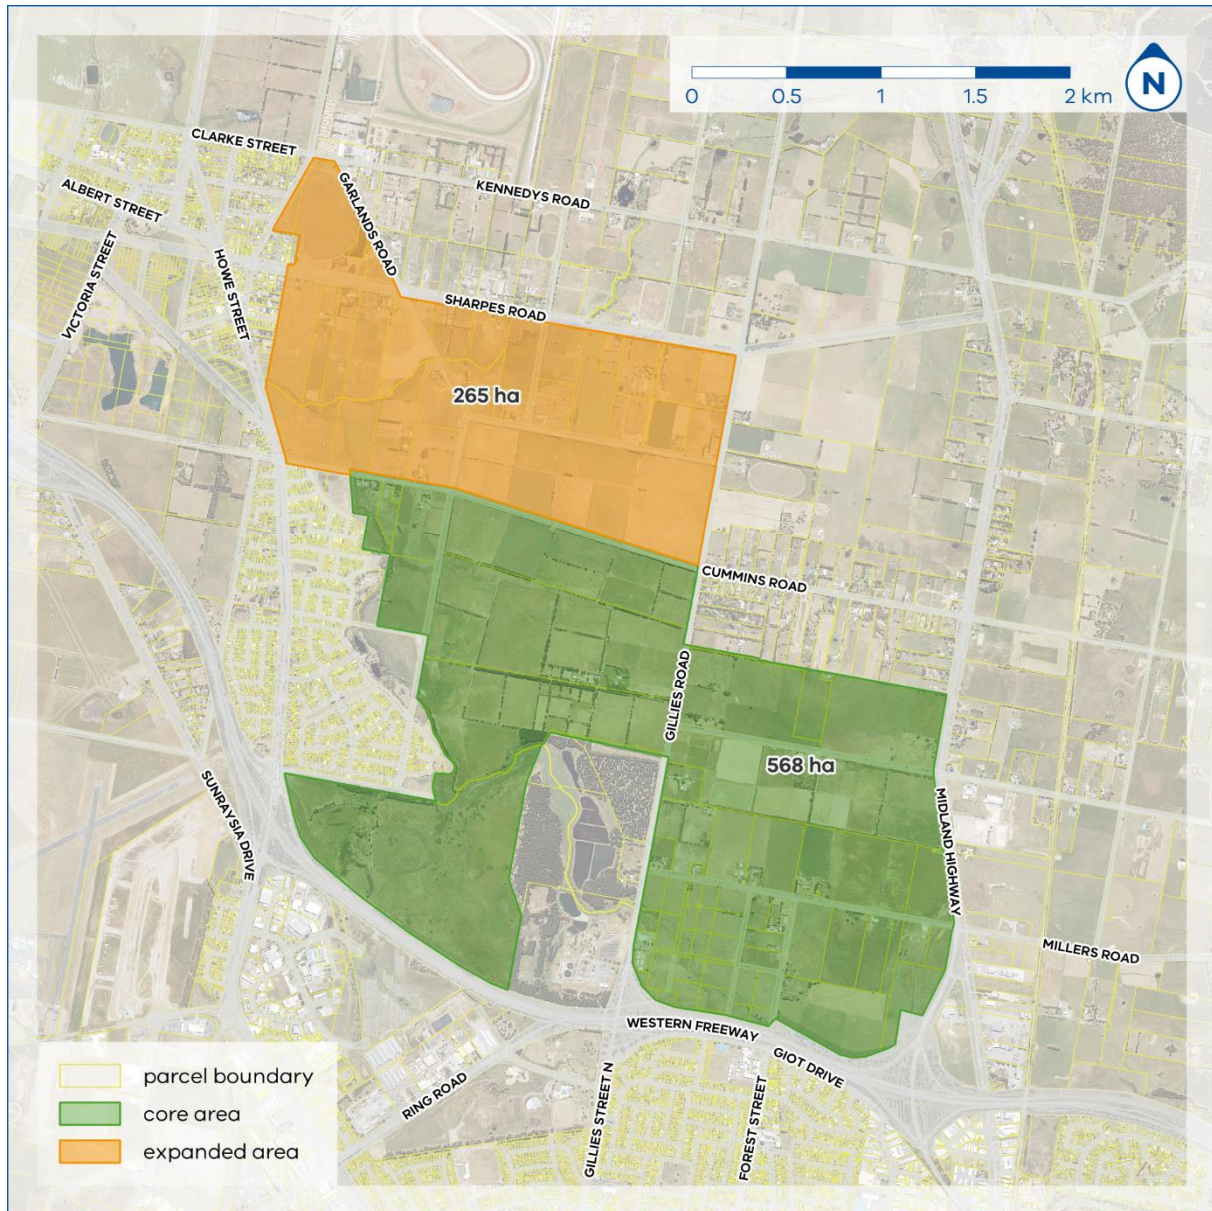 0 0.5 1 1.5 2 km
N
CLARKE STREET
KENNEDYS ROAD
ALBERT STREET
GARLANDS ROAD
VICTORIA STREET
HOWE STREET
SHARPES ROAD
265 ha
CUMMINS ROAD
GILLIES ROAD
568 ha
SUNRAYSIA DRIVE
MIDLAND HIGHWAY
MILLERS ROAD
WESTERN FREEWAY
GIOT DRIVE
RING ROAD
GILLIES STREET N
FOREST STREET
parcel boundary
core area
expanded area